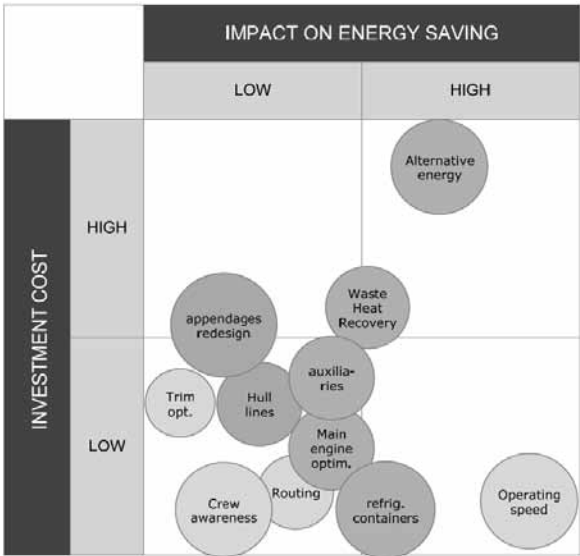 IMPACT ON ENERGY SAVING
LOW
HIGH
INVESTMENT COST
HIGH
LOW
Alternative
energy
Waste
Heat
Recovery
appendages
redesign
auxilia-
ries
Trim
opt.
Hull
lines
Main
engine
optim.
Crew
awareness
Routing
refrig.
containers
Operating
speed